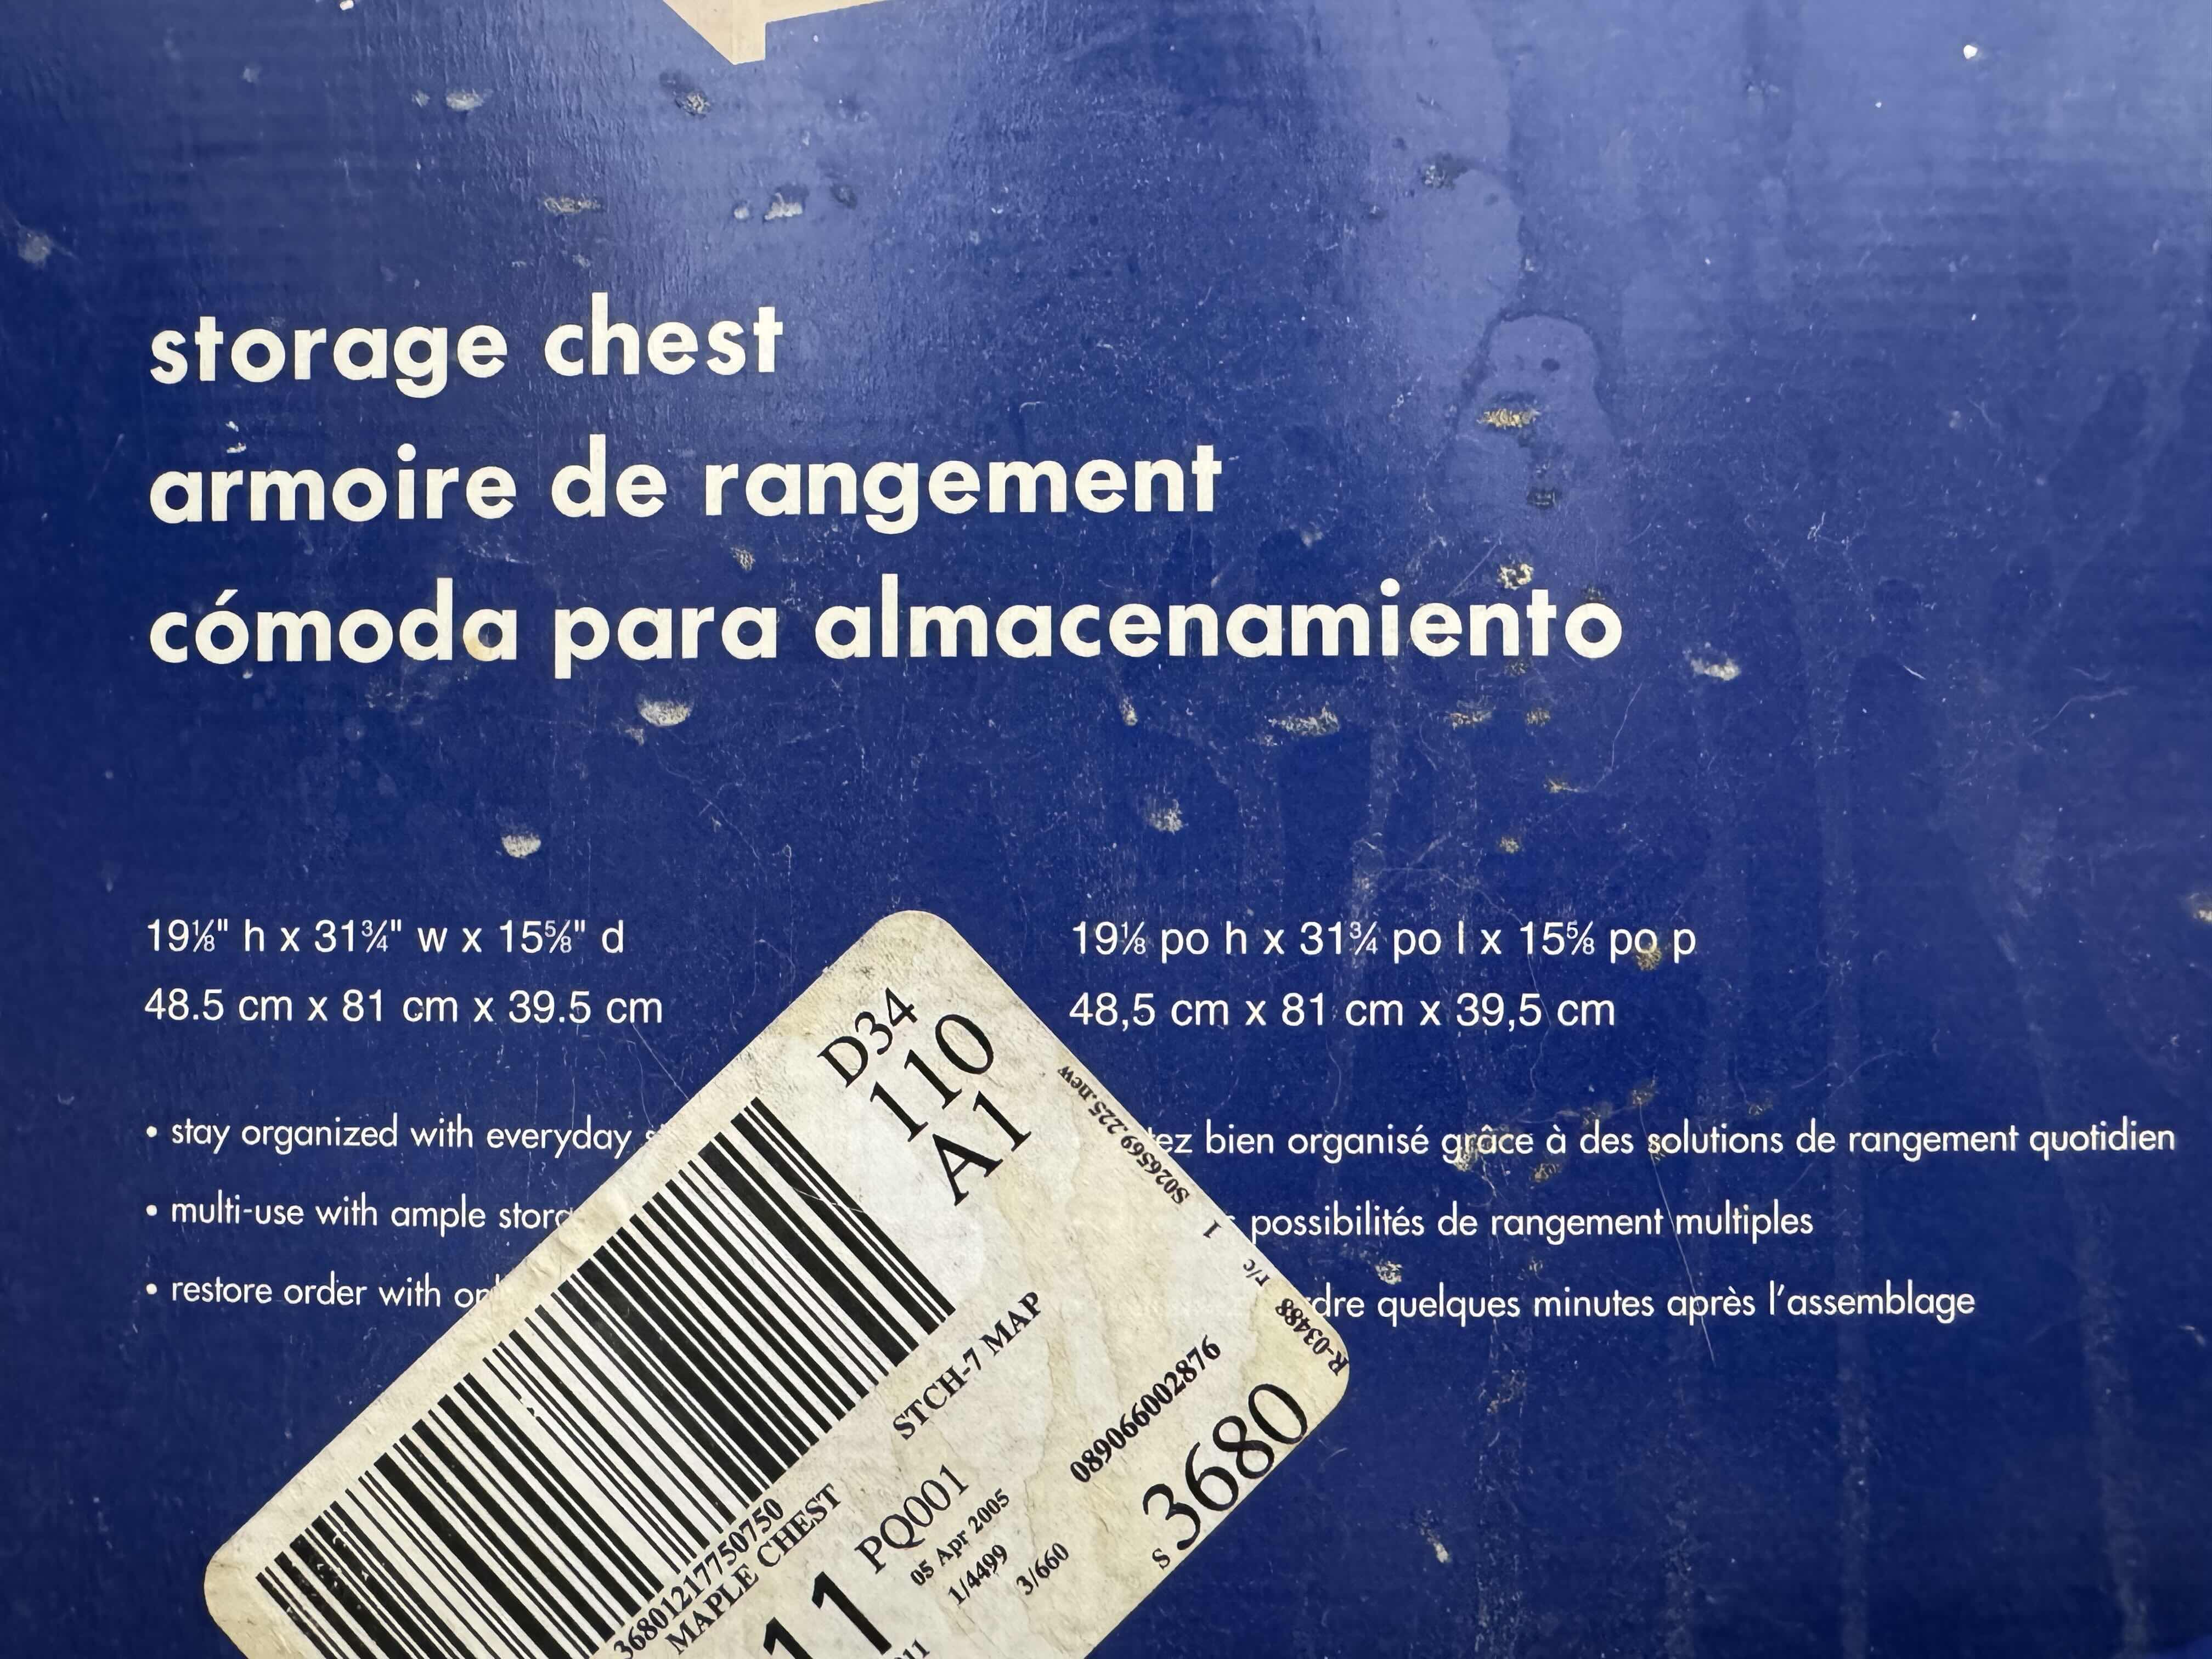 storage chest
armoire de rangement
cómoda para almacenamiento
19⅛" h x 31¾" w x 15⅝" d
48.5 cm x 81 cm x 39.5 cm
• stay organized with everyday
• multi-use with ample
• restore order with
19⅛ po h x 31¾ po l x 15⅝ po p
48,5 cm x 81 cm x 39,5 cm
bien organisé grâce à des solutions de rangement quotidien
possibilités de rangement multiples
quelques minutes après l'assemblage
D34
110
A1
S026569.225.new 1 r/c R-03488
3680121775075​0
MAPLE CHEST
STCH-7 MAP
PQ001
05 Apr 2005
1/4499
3/660
089066002876
s 3680
11